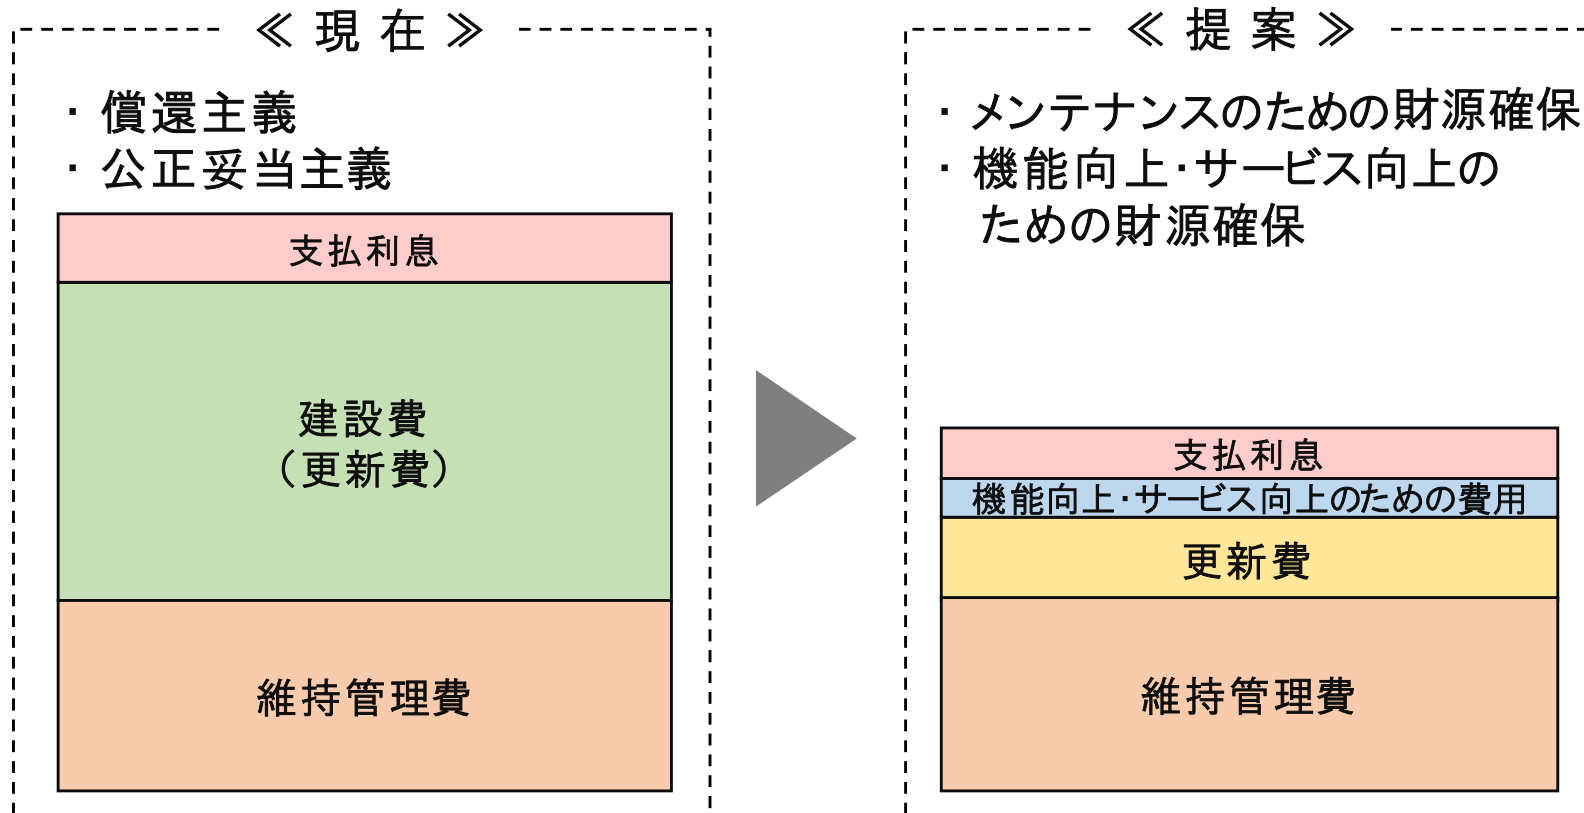 ≪ 現 在 ≫
・ 償還主義
・ 公正妥当主義
支払利息
建設費
（更新費）
維持管理費
≪ 提 案 ≫
・ メンテナンスのための財源確保
・ 機能向上・サービス向上の
ための財源確保
支払利息
機能向上・サービス向上のための費用
更新費
維持管理費